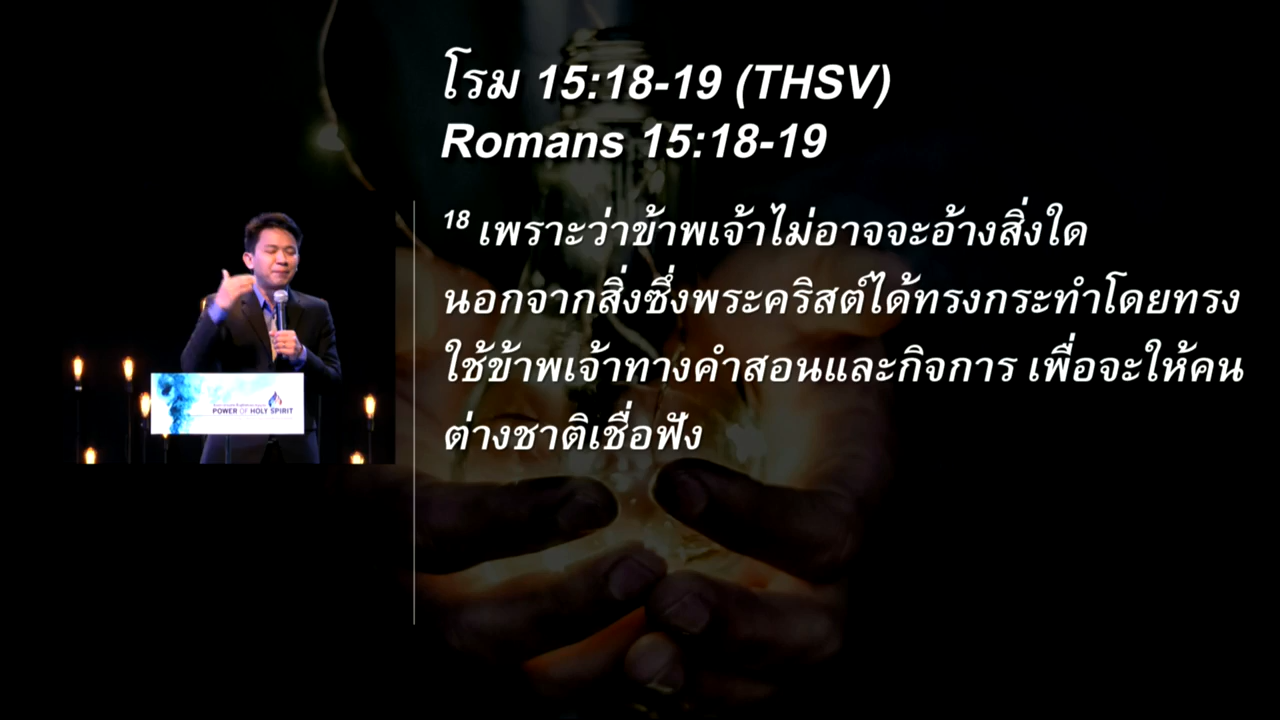 โรม 15:18-19 (THSV)
Romans 15:18-19
18 เพราะว่าข้าพเจ้าไม่อาจจะอ้างสิ่งใด
นอกจากสิ่งซึ่งพระคริสต์ได้ทรงกระทำโดยทรง
ใช้ข้าพเจ้าทางคำสอนและกิจการ เพื่อจะให้คน
ต่างชาติเชื่อฟัง
POWER OF HOLY SPIRIT